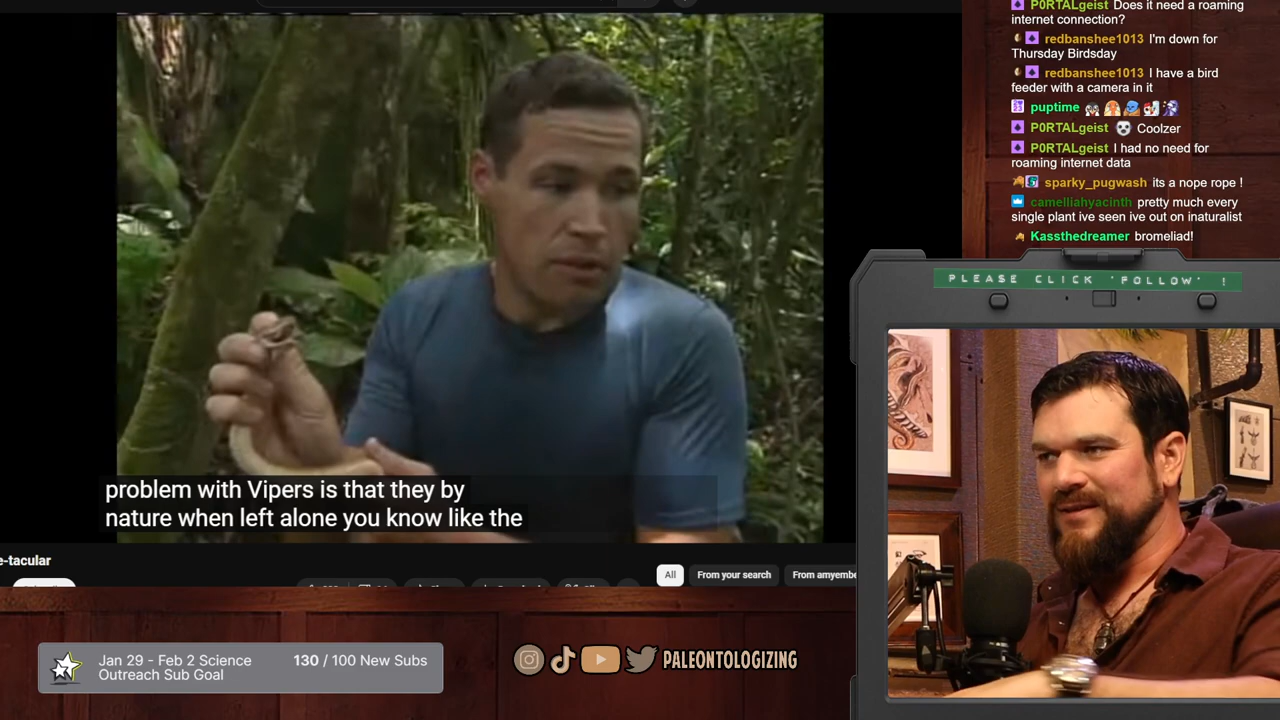 P0RTALgeist Does it need a roaming
internet connection?
redbanshee1013 I'm down for
Thursday Birdsday
redbanshee1013 I have a bird
feeder with a camera in it
puptime
P0RTALgeist Coolzer
P0RTALgeist I had no need for
roaming internet data
sparky_pugwash its a nope rope !
camelliahyacinth pretty much every
single plant ive seen ive out on inaturalist
Kassthedreamer bromeliad!
PLEASE CLICK 'FOLLOW' !
problem with Vipers is that they by
nature when left alone you know like the
e-tacular
All From your search From amyembe
Jan 29 - Feb 2 Science 130 / 100 New Subs
Outreach Sub Goal
PALEONTOLOGIZING